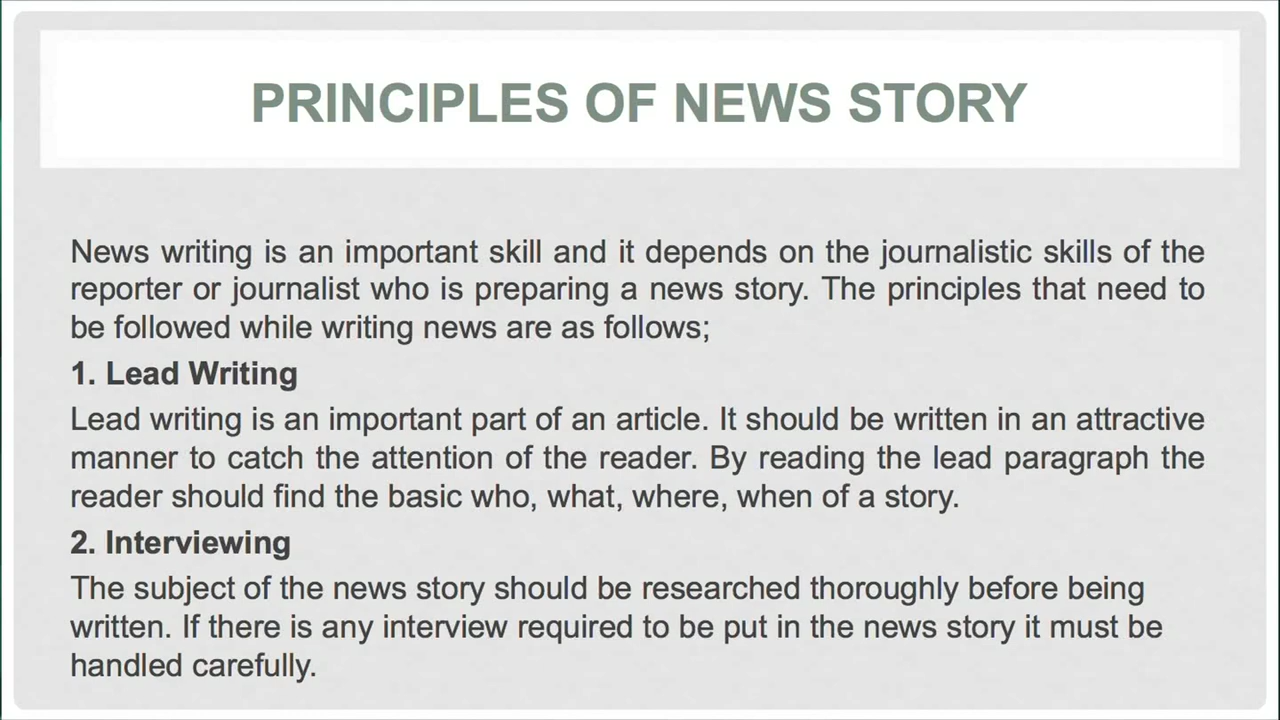 PRINCIPLES OF NEWS STORY
News writing is an important skill and it depends on the journalistic skills of the
reporter or journalist who is preparing a news story. The principles that need to
be followed while writing news are as follows;
1. Lead Writing
Lead writing is an important part of an article. It should be written in an attractive
manner to catch the attention of the reader. By reading the lead paragraph the
reader should find the basic who, what, where, when of a story.
2. Interviewing
The subject of the news story should be researched thoroughly before being
written. If there is any interview required to be put in the news story it must be
handled carefully.